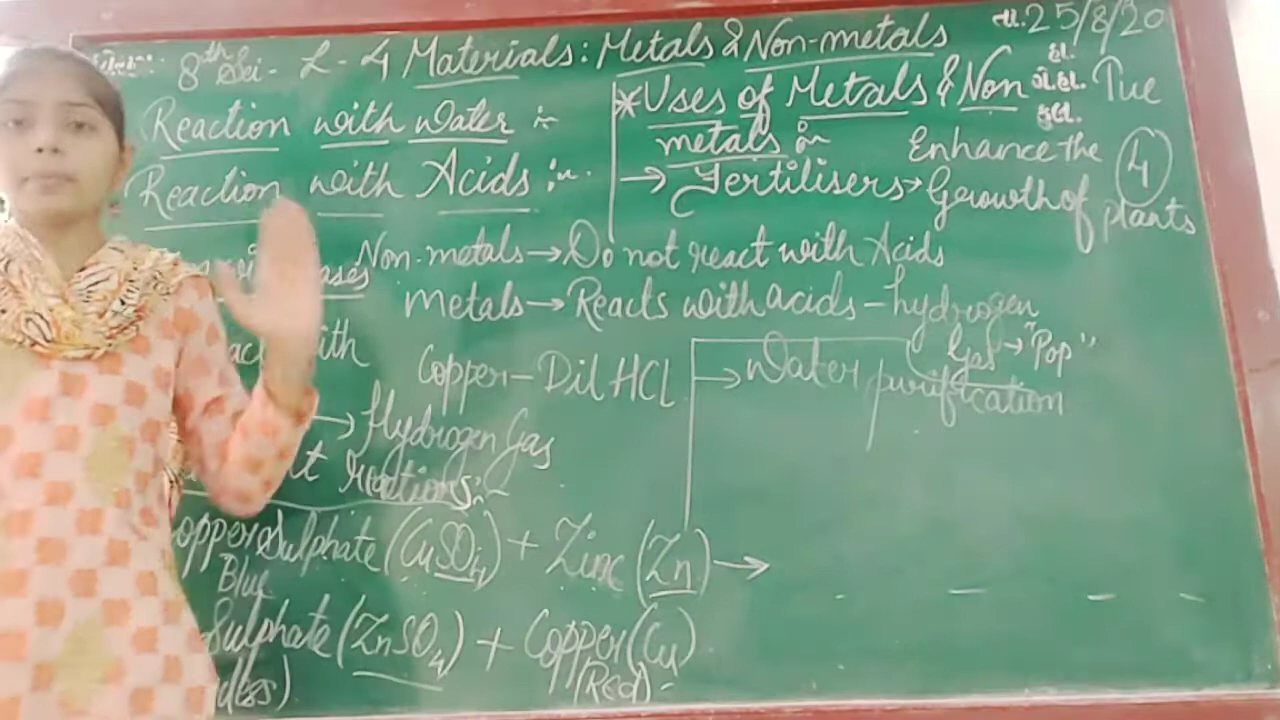 8th Sci- L-4 Materials: Metals & Non-metals
તા. 25/8/20
Tue
હા.
ગે.હા.
કુલ.
Reaction with water :-
Reaction with Acids :-
Non-metals → Do not react with Acids
Metals → Reacts with acids - hydrogen
Gas → "Pop"
Copper - Dil HCl
→ Hydrogen Gas
reactions :-
Copper Sulphate (CuSO4) + Zinc (Zn) →
Blue
Sulphate (ZnSO4) + Copper (Cu)
(Red)
* Uses of Metals & Non
metals :-
→ Fertilisers → Enhance the
Growth of plants
4
→ Water purification